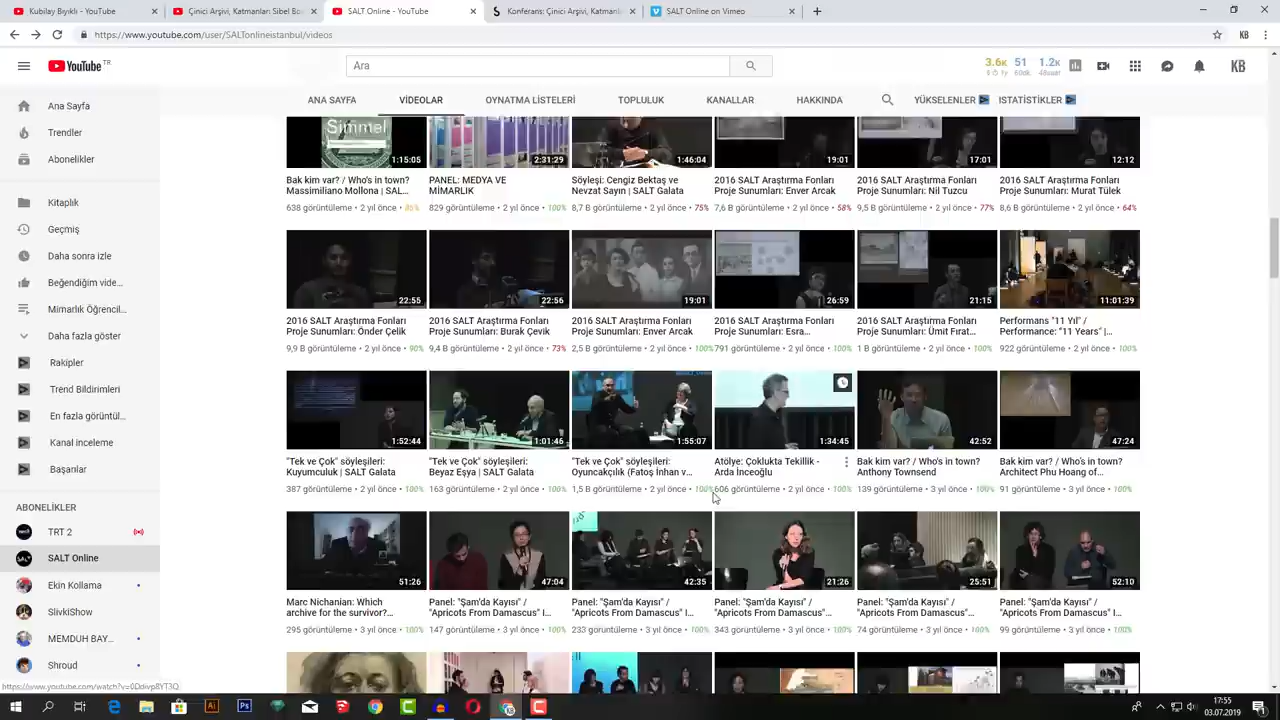 Kubilay Bıyıklı - YouTube
Çinici Arşivi, Katmanları: Sibel Bo
SALT Online - YouTube
Konferans: Çinici Arşivi, Katmanları
SALT Online on Vimeo
https://www.youtube.com/user/SALTonlineistanbul/videos
KB
YouTube TR
Ara
3.6K 51 1.2K
60dk. 48saat
KB
ANA SAYFA VİDEOLAR OYNATMA LİSTELERİ TOPLULUK KANALLAR HAKKINDA YÜKSELENLER ISTATİSTİKLER
Ana Sayfa
Trendler
Abonelikler
Kitaplık
Geçmiş
Daha sonra izle
Beğendiğim vide...
Mimarlık Öğrencil...
Daha fazla göster
Rakipler
Trend Bildirimleri
En fazla görüntül...
Kanal inceleme
Başarılar
ABONELİKLER
TRT 2
SALT Online
Ekin Kollama
SlivkiShow
MEMDUH BAY...
Shroud
Simmel
1:15:05 2:31:29 1:46:04 19:01 17:01 12:12
Bak kim var? / Who's in town?
Massimiliano Mollona | SAL...
638 görüntüleme • 2 yıl önce •
PANEL: MEDYA VE
MİMARLIK
829 görüntüleme • 2 yıl önce • 100%
Söyleşi: Cengiz Bektaş ve
Nevzat Sayın | SALT Galata
8,7 B görüntüleme • 2 yıl önce • 75%
2016 SALT Araştırma Fonları
Proje Sunumları: Enver Arcak
7,6 B görüntüleme • 2 yıl önce • 58%
2016 SALT Araştırma Fonları
Proje Sunumları: Nil Tuzcu
9,5 B görüntüleme • 2 yıl önce • 77%
2016 SALT Araştırma Fonları
Proje Sunumları: Murat Tülek
8,6 B görüntüleme • 2 yıl önce • 64%
22:55 22:56 19:01 26:59 21:15 11:01:39
2016 SALT Araştırma Fonları
Proje Sunumları: Önder Çelik
9,9 B görüntüleme • 2 yıl önce • 90%
2016 SALT Araştırma Fonları
Proje Sunumları: Burak Çevik
9,4 B görüntüleme • 2 yıl önce • 73%
2016 SALT Araştırma Fonları
Proje Sunumları: Enver Arcak
2,5 B görüntüleme • 2 yıl önce • 100%
2016 SALT Araştırma Fonları
Proje Sunumları: Esra...
791 görüntüleme • 2 yıl önce • 100%
2016 SALT Araştırma Fonları
Proje Sunumları: Ümit Fırat...
1 B görüntüleme • 2 yıl önce • 100%
Performans "11 Yıl" /
Performance: "11 Years" |...
922 görüntüleme • 2 yıl önce • 100%
1:52:44 1:01:46 1:55:07 1:34:45 42:52 47:24
"Tek ve Çok" söyleşileri:
Kuyumculuk | SALT Galata
387 görüntüleme • 2 yıl önce • 100%
"Tek ve Çok" söyleşileri:
Beyaz Eşya | SALT Galata
163 görüntüleme • 2 yıl önce • 100%
"Tek ve Çok" söyleşileri:
Oyuncakçılık (Fatoş İnhan v...
1,5 B görüntüleme • 2 yıl önce • 100%
Atölye: Çoklukta Tekillik -
Arda İnceoğlu
606 görüntüleme • 2 yıl önce • 100%
Bak kim var? / Who's in town?
Anthony Townsend
139 görüntüleme • 3 yıl önce • 100%
Bak kim var? / Who's in town?
Architect Phu Hoang of...
91 görüntüleme • 3 yıl önce • 100%
51:26 47:04 42:35 21:26 25:51 52:10
Marc Nichanian: Which
archive for the survivor?...
295 görüntüleme • 3 yıl önce • 100%
Panel: "Şam'da Kayısı" /
"Apricots From Damascus" I...
147 görüntüleme • 3 yıl önce • 100%
Panel: "Şam'da Kayısı" /
"Apricots From Damascus" I...
233 görüntüleme • 3 yıl önce • 100%
Panel: "Şam'da Kayısı" /
"Apricots From Damascus"...
343 görüntüleme • 3 yıl önce • 100%
Panel: "Şam'da Kayısı" /
"Apricots From Damascus"...
74 görüntüleme • 3 yıl önce • 100%
Panel: "Şam'da Kayısı" /
"Apricots From Damascus" I...
99 görüntüleme • 3 yıl önce • 100%
17:55
03.07.2019